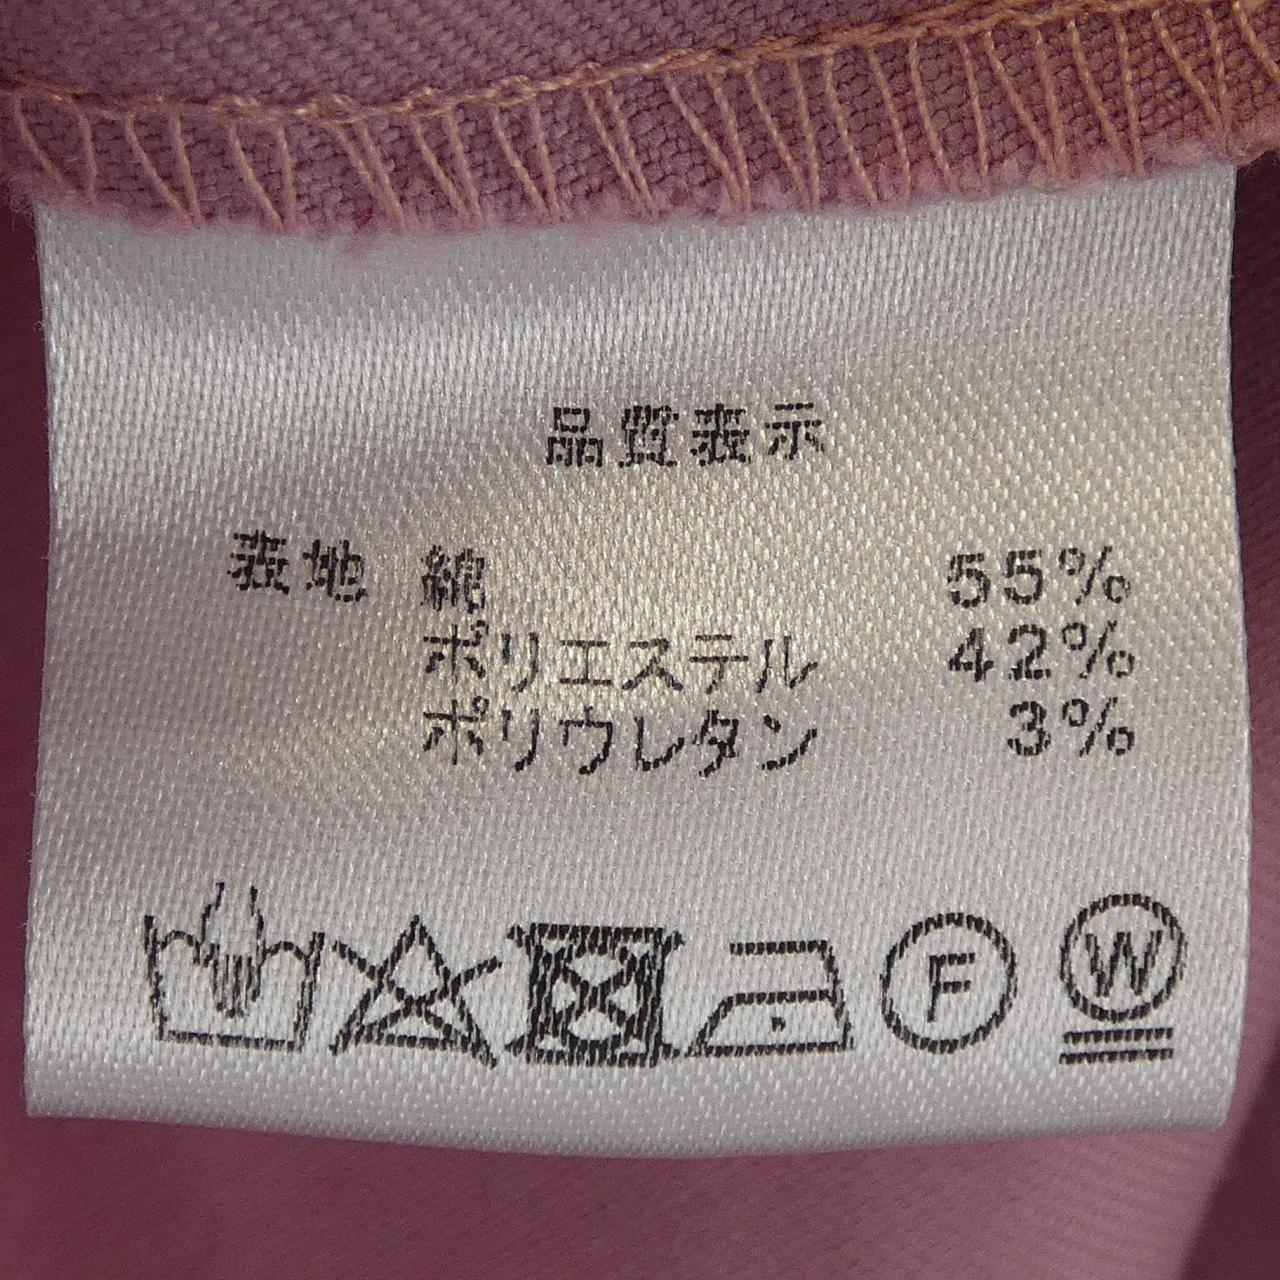 品質表示
表地 綿 55%
ポリエステル 42%
ポリウレタン 3%
F W